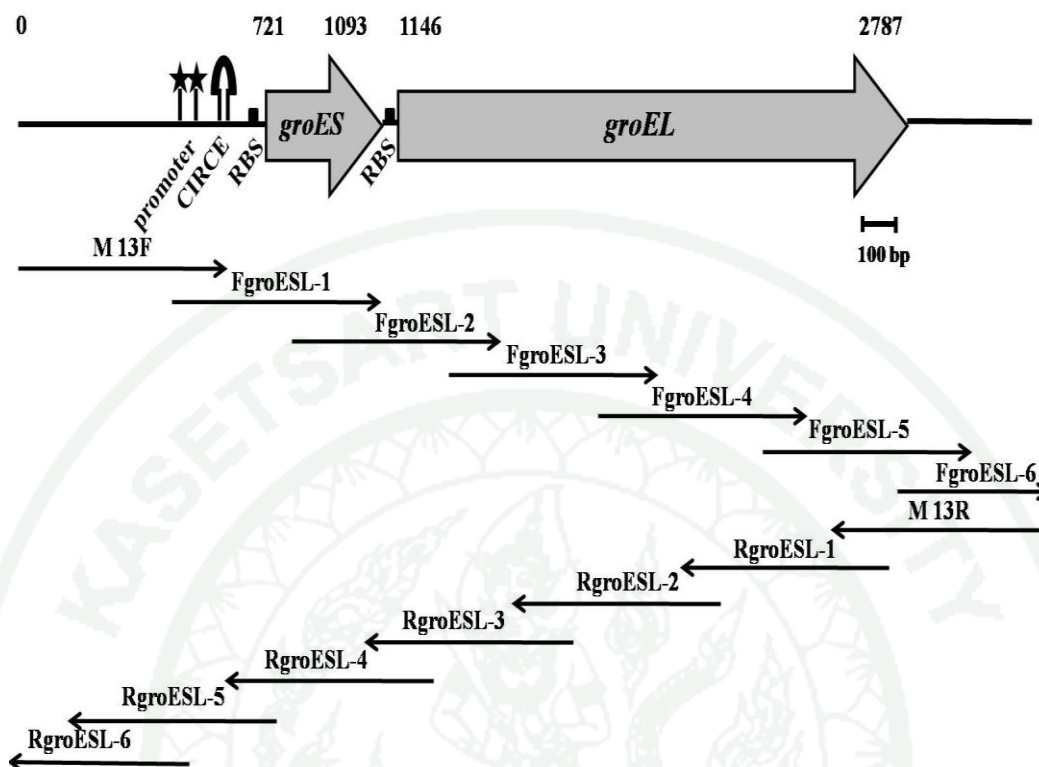 0 721 1093 1146 2787
groES groEL
promoter
CIRCE
RBS
RBS
100 bp
M 13F
FgroESL-1
FgroESL-2
FgroESL-3
FgroESL-4
FgroESL-5
FgroESL-6
M 13R
RgroESL-1
RgroESL-2
RgroESL-3
RgroESL-4
RgroESL-5
RgroESL-6
KASETSART UNIVERSITY